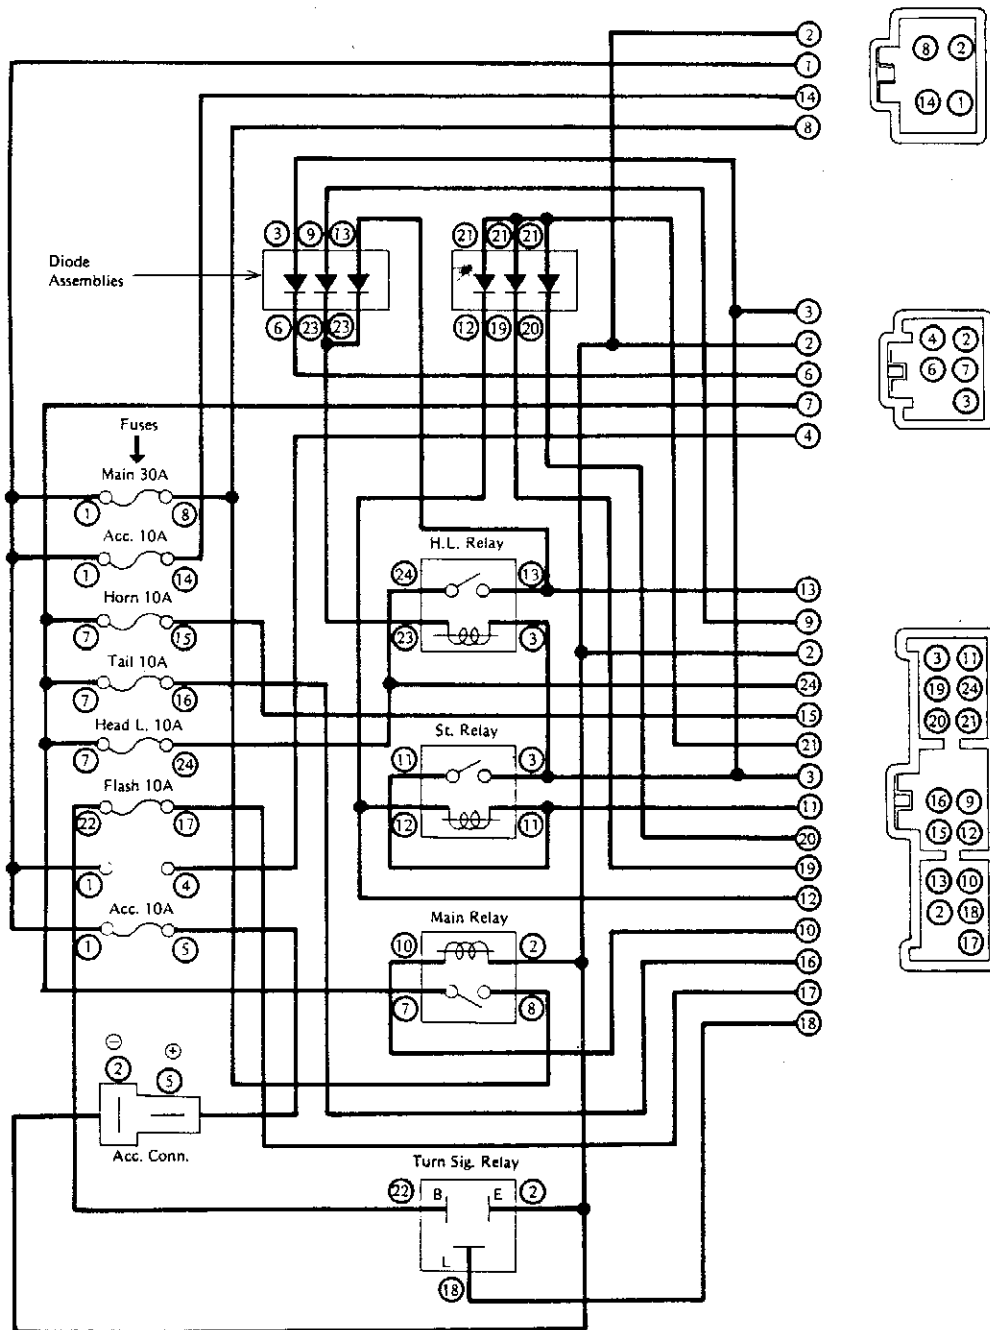 2
1
14
8
8 2
14 1
3 9 13 21 21 21
Diode
Assemblies
6 23 23 12 19 20
3
2
6
7
4
4 2
6 7
3
Fuses
Main 30A
1 8
Acc. 10A
1 14
Horn 10A
7 15
Tail 10A
7 16
Head L. 10A
7 24
Flash 10A
22 17
1 4
Acc. 10A
1 5
H.L. Relay
24 13
23 3
St. Relay
11 3
12 11
Main Relay
10 2
7 8
13
9
2
24
15
21
3
11
20
19
12
10
16
17
18
3 11
19 24
20 21
16 9
15 12
13 10
2 18
17
⊖ ⊕
2 5
Acc. Conn.
Turn Sig. Relay
22 B E 2
L
18